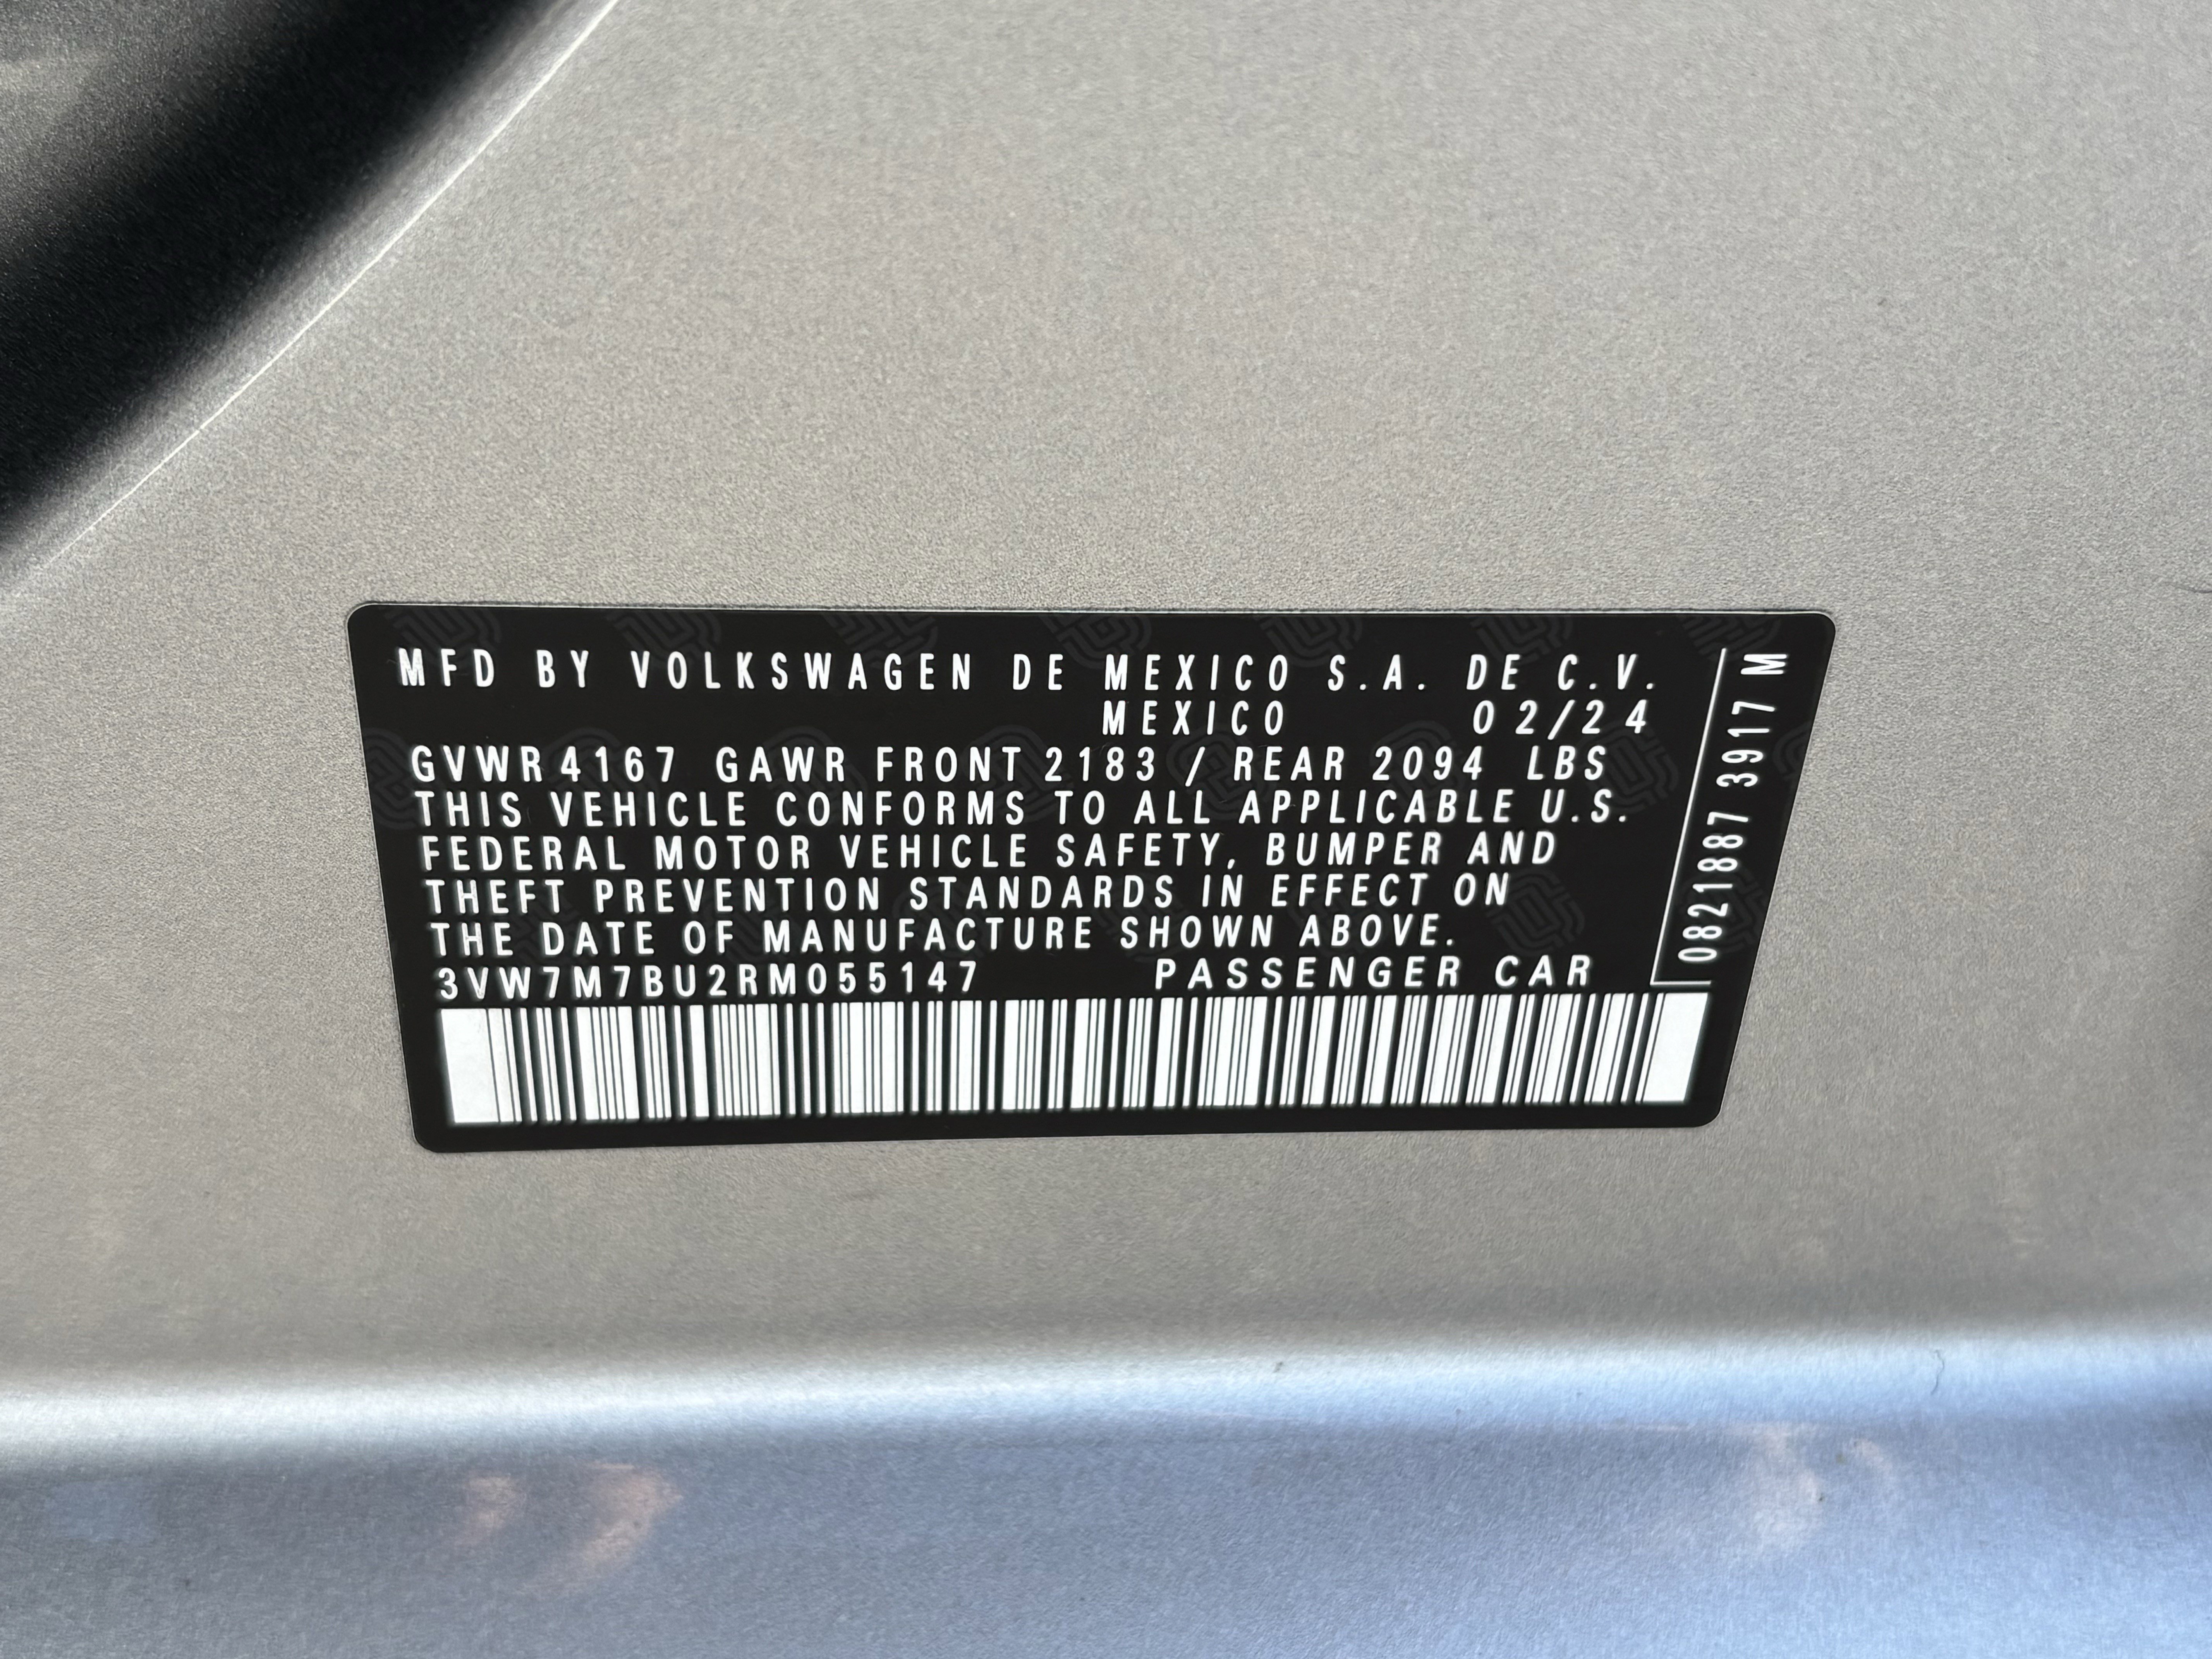 MFD BY VOLKSWAGEN DE MEXICO S.A. DE C.V.
MEXICO 02/24
GVWR 4167 GAWR FRONT 2183 / REAR 2094 LBS
THIS VEHICLE CONFORMS TO ALL APPLICABLE U.S.
FEDERAL MOTOR VEHICLE SAFETY, BUMPER AND
THEFT PREVENTION STANDARDS IN EFFECT ON
THE DATE OF MANUFACTURE SHOWN ABOVE.
3VW7M7BU2RM055147 PASSENGER CAR
0821887 3917 M